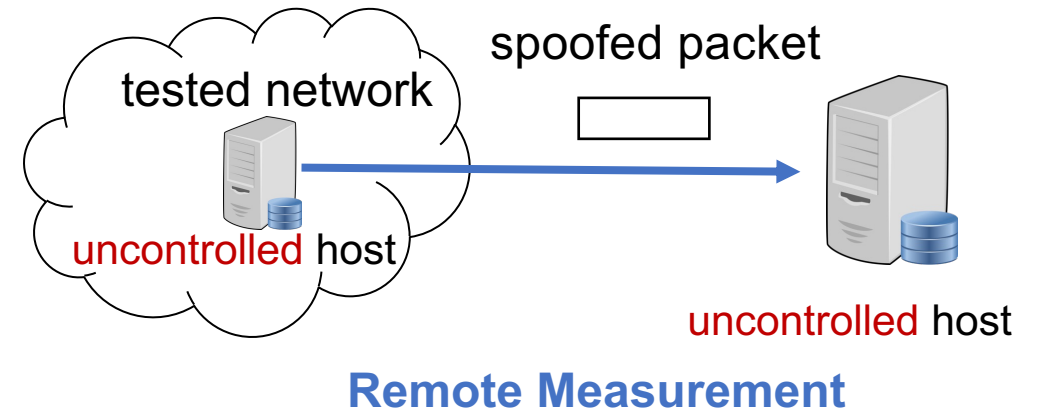 spoofed packet
tested network
uncontrolled host
uncontrolled host
Remote Measurement